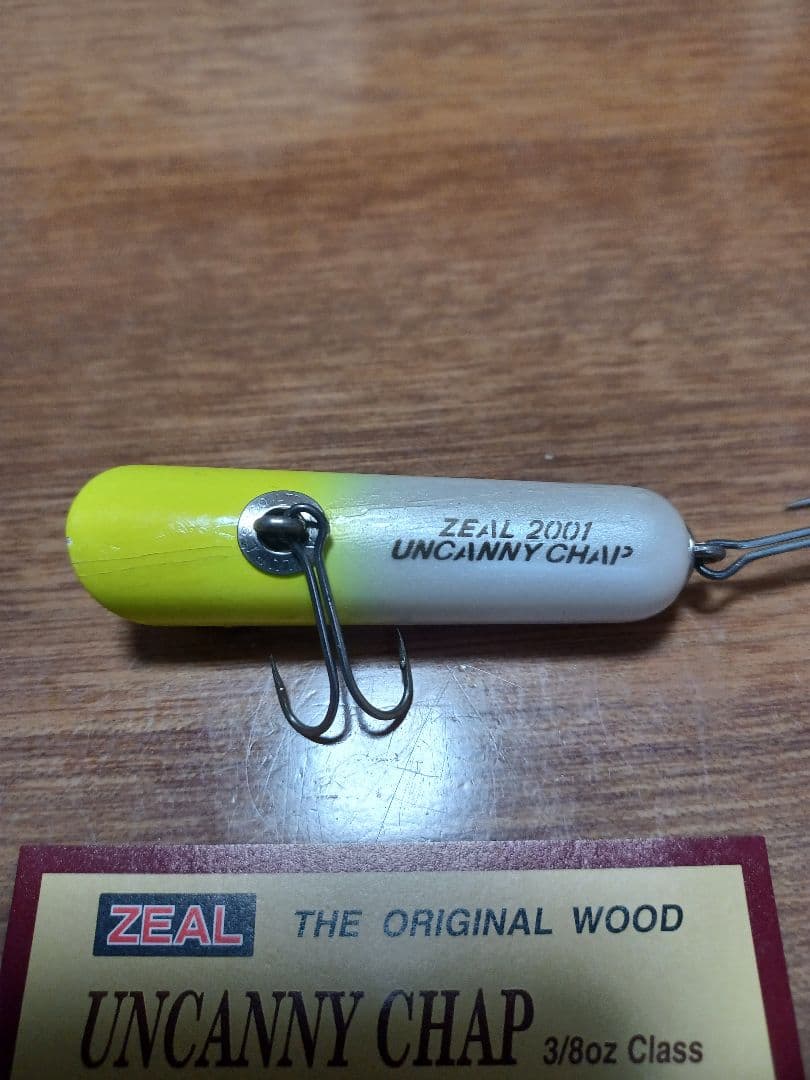 ZEAL 2001
UNCANNY CHAP
ZEAL THE ORIGINAL WOOD
UNCANNY CHAP 3/8oz Class